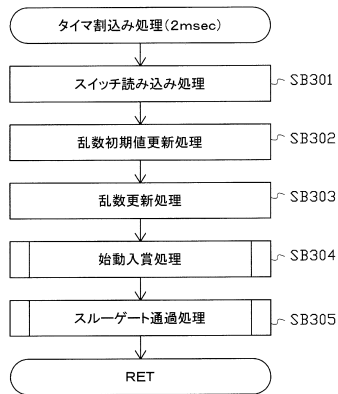 タイマ割込み処理(2msec)
スイッチ読み込み処理 SB301
乱数初期値更新処理 SB302
乱数更新処理 SB303
始動入賞処理 SB304
スルーゲート通過処理 SB305
RET